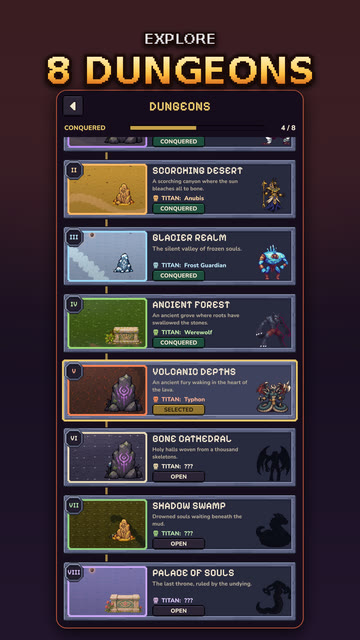 EXPLORE
8 DUNGEONS
DUNGEONS
CONQUERED
4 / 8
CONQUERED
II
SCORCHING DESERT
A scorching canyon where the sun
bleaches all to bone.
TITAN: Anubis
CONQUERED
III
GLACIER REALM
The silent valley of frozen souls.
TITAN: Frost Guardian
CONQUERED
IV
ANCIENT FOREST
An ancient grove where roots have
swallowed the stones.
TITAN: Werewolf
CONQUERED
V
VOLCANIC DEPTHS
An ancient fury waking in the heart of
the lava.
TITAN: Typhon
SELECTED
VI
BONE CATHEDRAL
Holy halls woven from a thousand
skeletons.
TITAN: ???
OPEN
VII
SHADOW SWAMP
Drowned souls waiting beneath the
mud.
TITAN: ???
OPEN
VIII
PALACE OF SOULS
The last throne, ruled by the undying.
TITAN: ???
OPEN